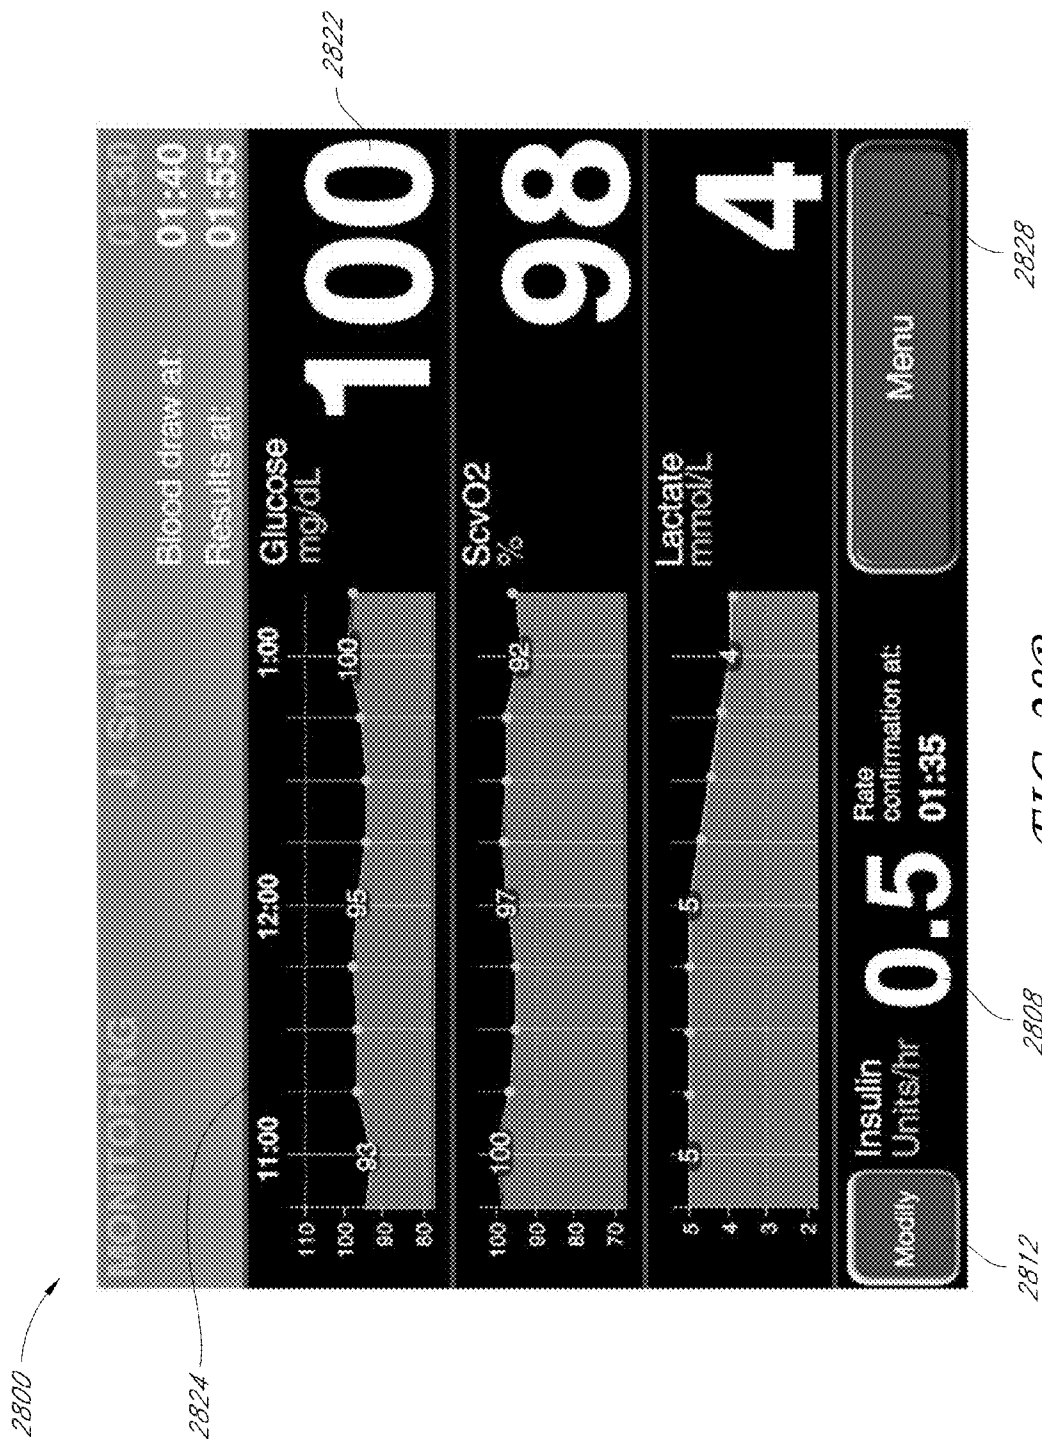 2800
2824
MONITORING
J. Smith
Blood draw at: 01:40
Results at: 01:55
11:00 12:00 1:00
110
100
90
80
93 95 100
Glucose
mg/dL
100
2822
100
90
80
70
100 97 92
ScvO2
%
98
5
4
3
2
5 5 4
Lactate
mmol/L
4
Modify
Insulin
Units/hr
0.5
Rate
confirmation at:
01:35
Menu
2812
2808
2828